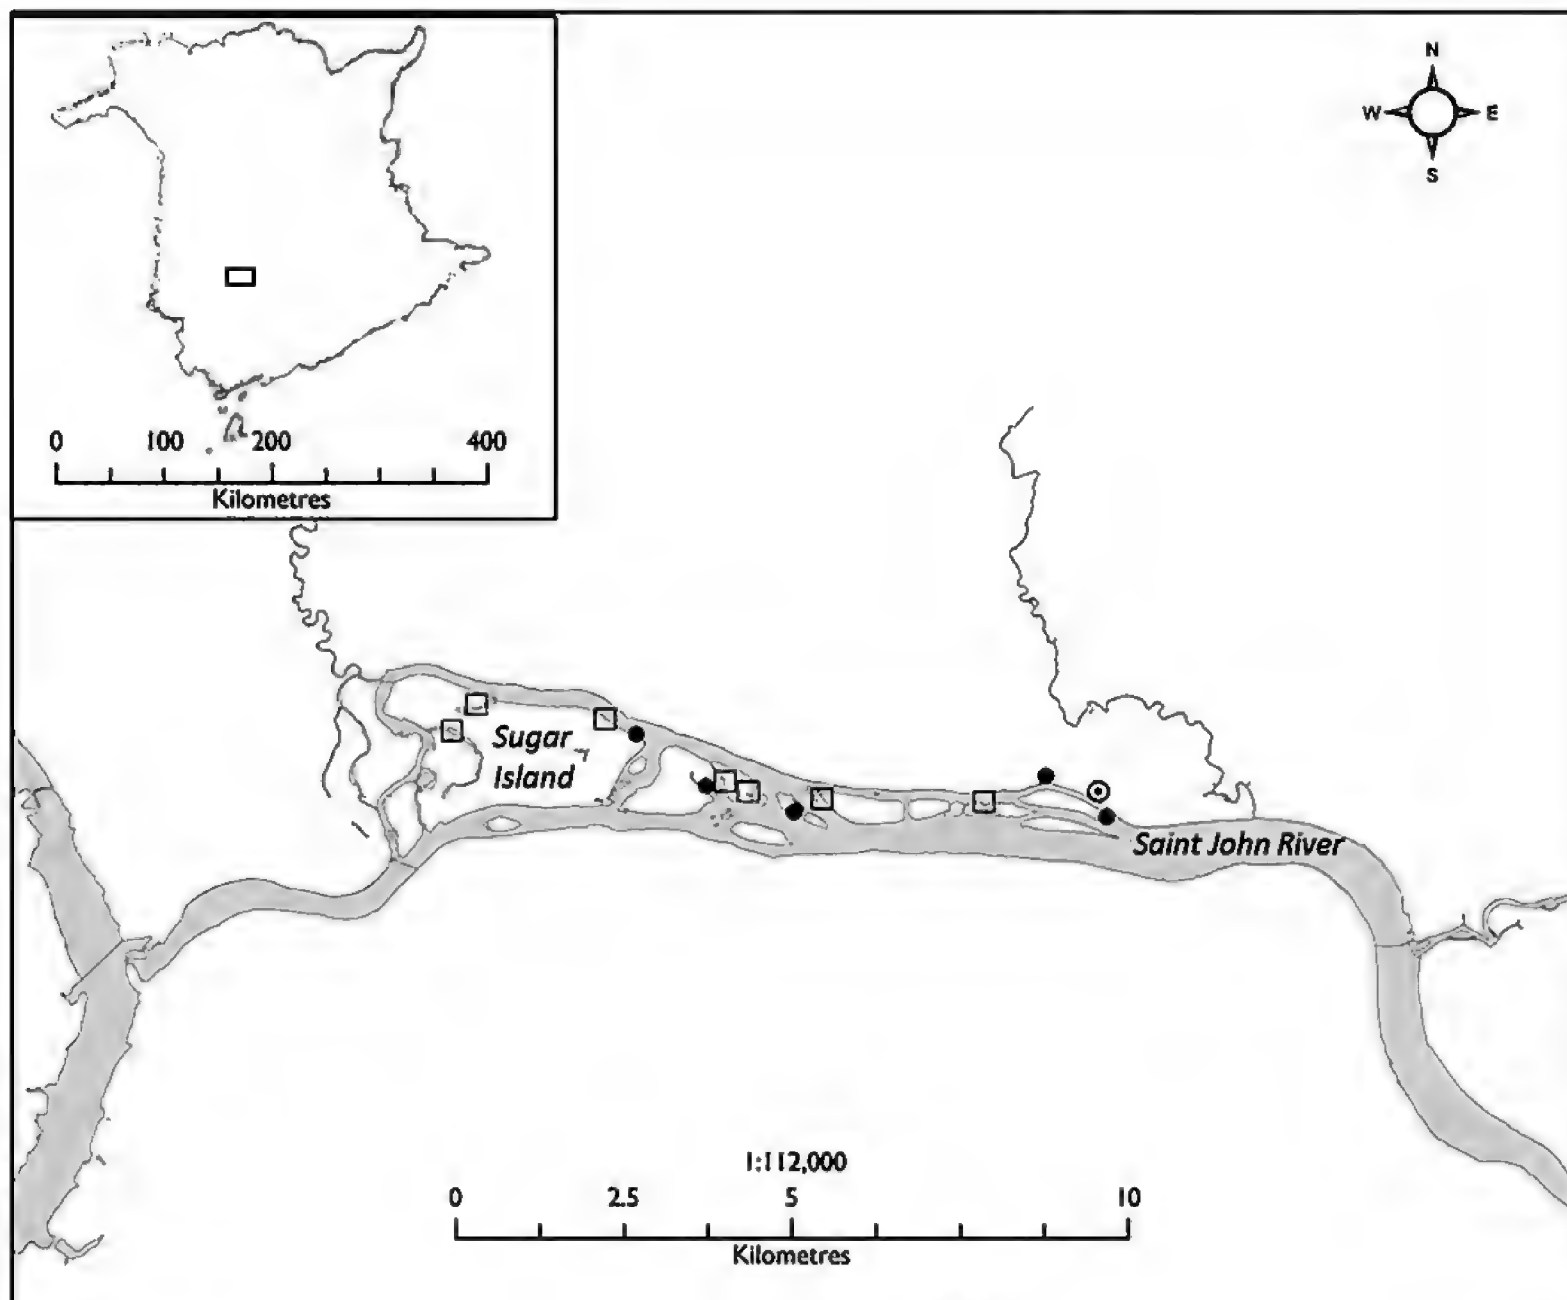 N
W E
S
0 100 200 400
Kilometres
Sugar
Island
Saint John River
1:112,000
0 2.5 5 10
Kilometres